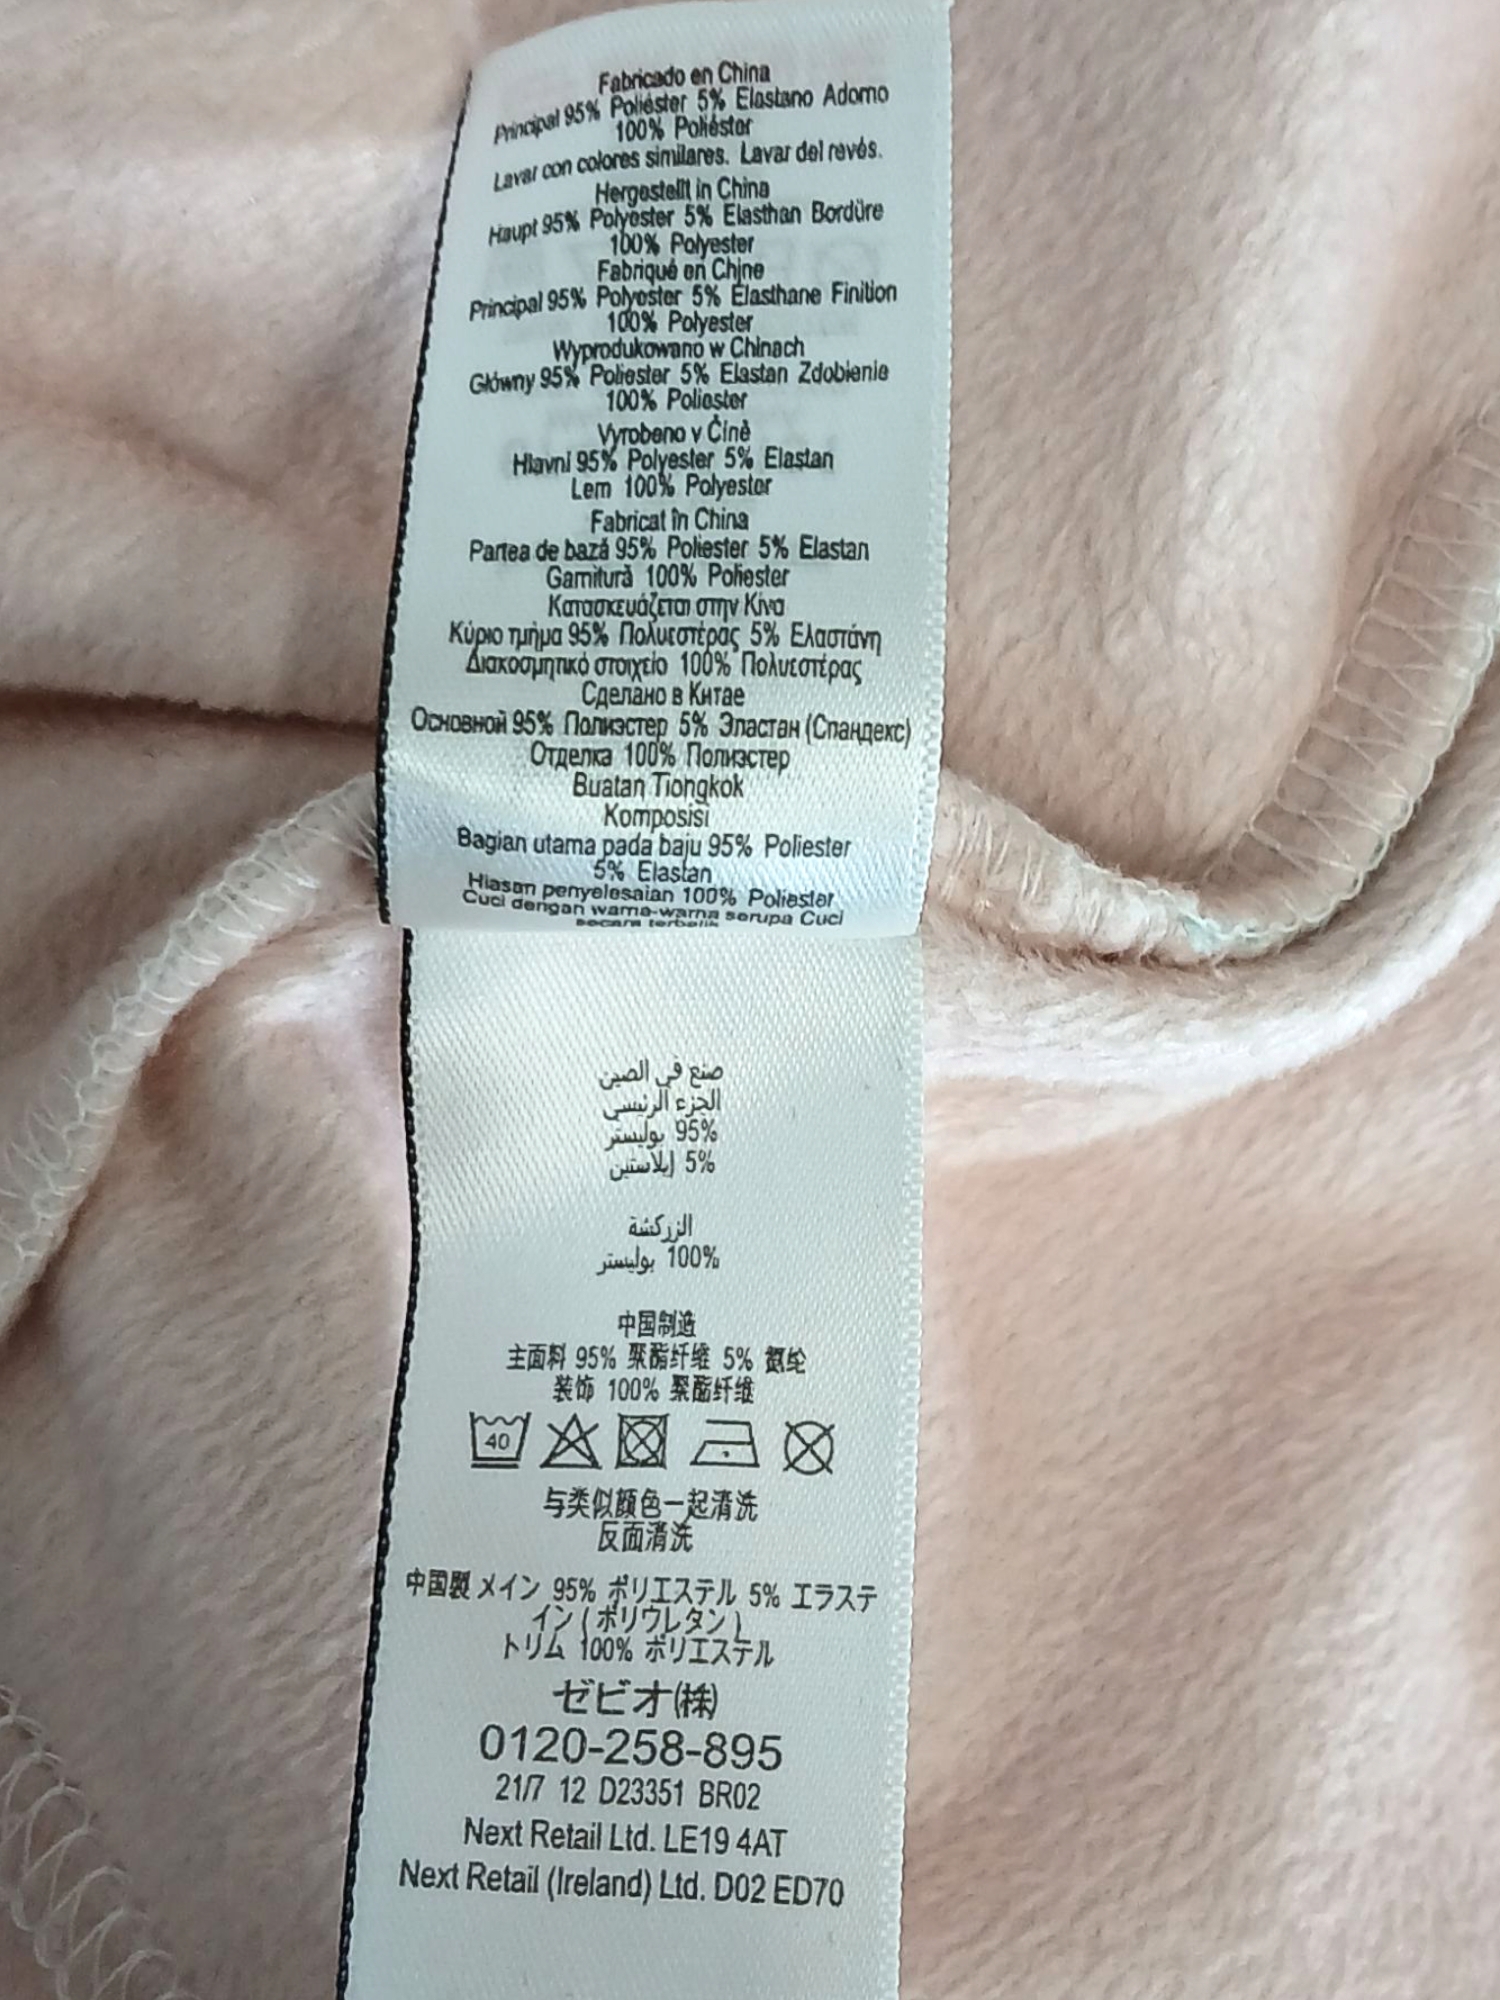 Fabricado en China
Principal 95% Poliéster 5% Elastano Adorno
100% Poliéster
Lavar con colores similares. Lavar del revés.
Hergestellt in China
Haupt 95% Polyester 5% Elasthan Bordüre
100% Polyester
Fabriqué en Chine
Principal 95% Polyester 5% Elasthane Finition
100% Polyester
Wyprodukowano w Chinach
Główny 95% Poliester 5% Elastan Zdobienie
100% Poliester
Vyrobeno v Číně
Hlavní 95% Polyester 5% Elastan
Lem 100% Polyester
Fabricat în China
Partea de bază 95% Poliester 5% Elastan
Garnitură 100% Poliester
Κατασκευάζεται στην Κίνα
Κύριο τμήμα 95% Πολυεστέρας 5% Ελαστάνη
Διακοσμητικό στοιχείο 100% Πολυεστέρας
Сделано в Китае
Основной 95% Полиэстер 5% Эластан (Спандекс)
Отделка 100% Полиэстер
Buatan Tiongkok
Komposisi
Bagian utama pada baju 95% Poliester
5% Elastan
Hiasan penyelesaian 100% Poliester
Cuci dengan warna-warna serupa Cuci
secara terbalik
صنع في الصين
الجزء الرئيسي
95% بوليستر
5% إيلاستين
الزركشة
100% بوليستر
中国制造
主面料 95% 聚酯纤维 5% 氨纶
装饰 100% 聚酯纤维
40
与类似颜色一起清洗
反面清洗
中国製 メイン 95% ポリエステル 5% エラステ
イン ( ポリウレタン )
トリム 100% ポリエステル
ゼビオ(株)
0120-258-895
21/7 12 D23351 BR02
Next Retail Ltd. LE19 4AT
Next Retail (Ireland) Ltd. D02 ED70